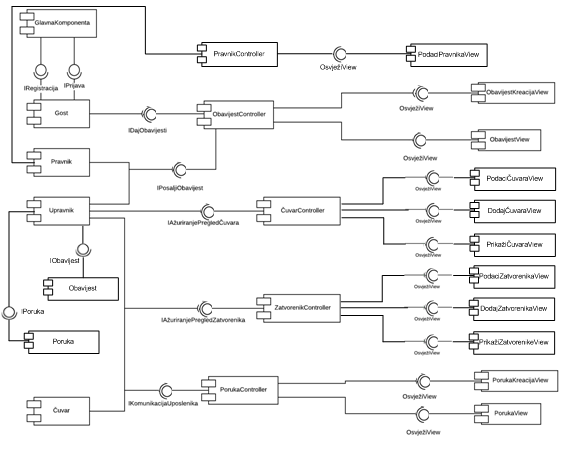 GlavnaKomponenta
PravnikController
OsvježiView
PodaciPravnikaView
IRegistracija
IPrijava
Gost
IDajObavijesti
ObavijestController
OsvježiView
ObavijestKreacijaView
OsvježiView
ObavijestView
Pravnik
IPosaljiObavijest
OsvježiView
PodaciČuvaraView
Upravnik
IAžuriranjePregledČuvara
ČuvarController
OsvježiView
DodajČuvaraView
OsvježiView
PrikažiČuvaraView
IObavijest
Obavijest
OsvježiView
PodaciZatvorenikaView
IPoruka
IAžuriranjePregledZatvorenika
ZatvorenikController
OsvježiView
DodajZatvorenikaView
Poruka
OsvježiView
PrikažiZatvorenikeView
IKomunikacijaUposlenika
PorukaController
OsvježiView
PorukaKreacijaView
Čuvar
OsvježiView
PorukaView